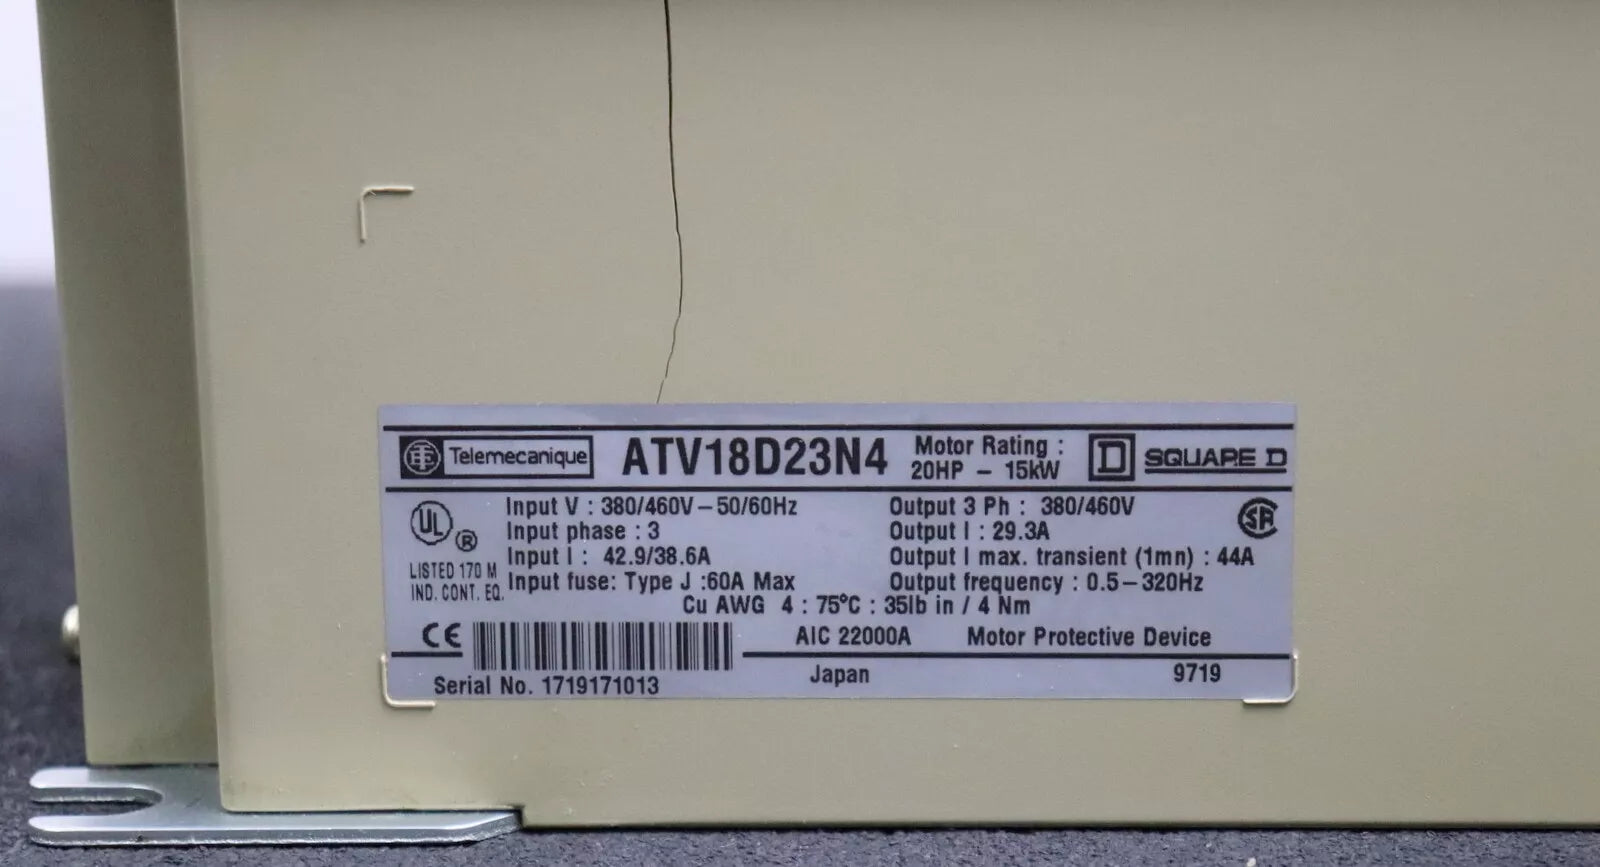 Telemecanique ATV18D23N4 Motor Rating : SQUARE D
20HP - 15kW
Input V : 380/460V-50/60Hz Output 3 Ph : 380/460V
Input phase : 3 Output I : 29.3A
Input I : 42.9/38.6A Output I max. transient (1mn) : 44A
LISTED 170 M Input fuse: Type J :60A Max Output frequency : 0.5-320Hz
IND. CONT. EQ.
Cu AWG 4 : 75°C : 35lb in / 4 Nm
UL ® SA
CE AIC 22000A Motor Protective Device
Serial No. 1719171013 Japan 9719